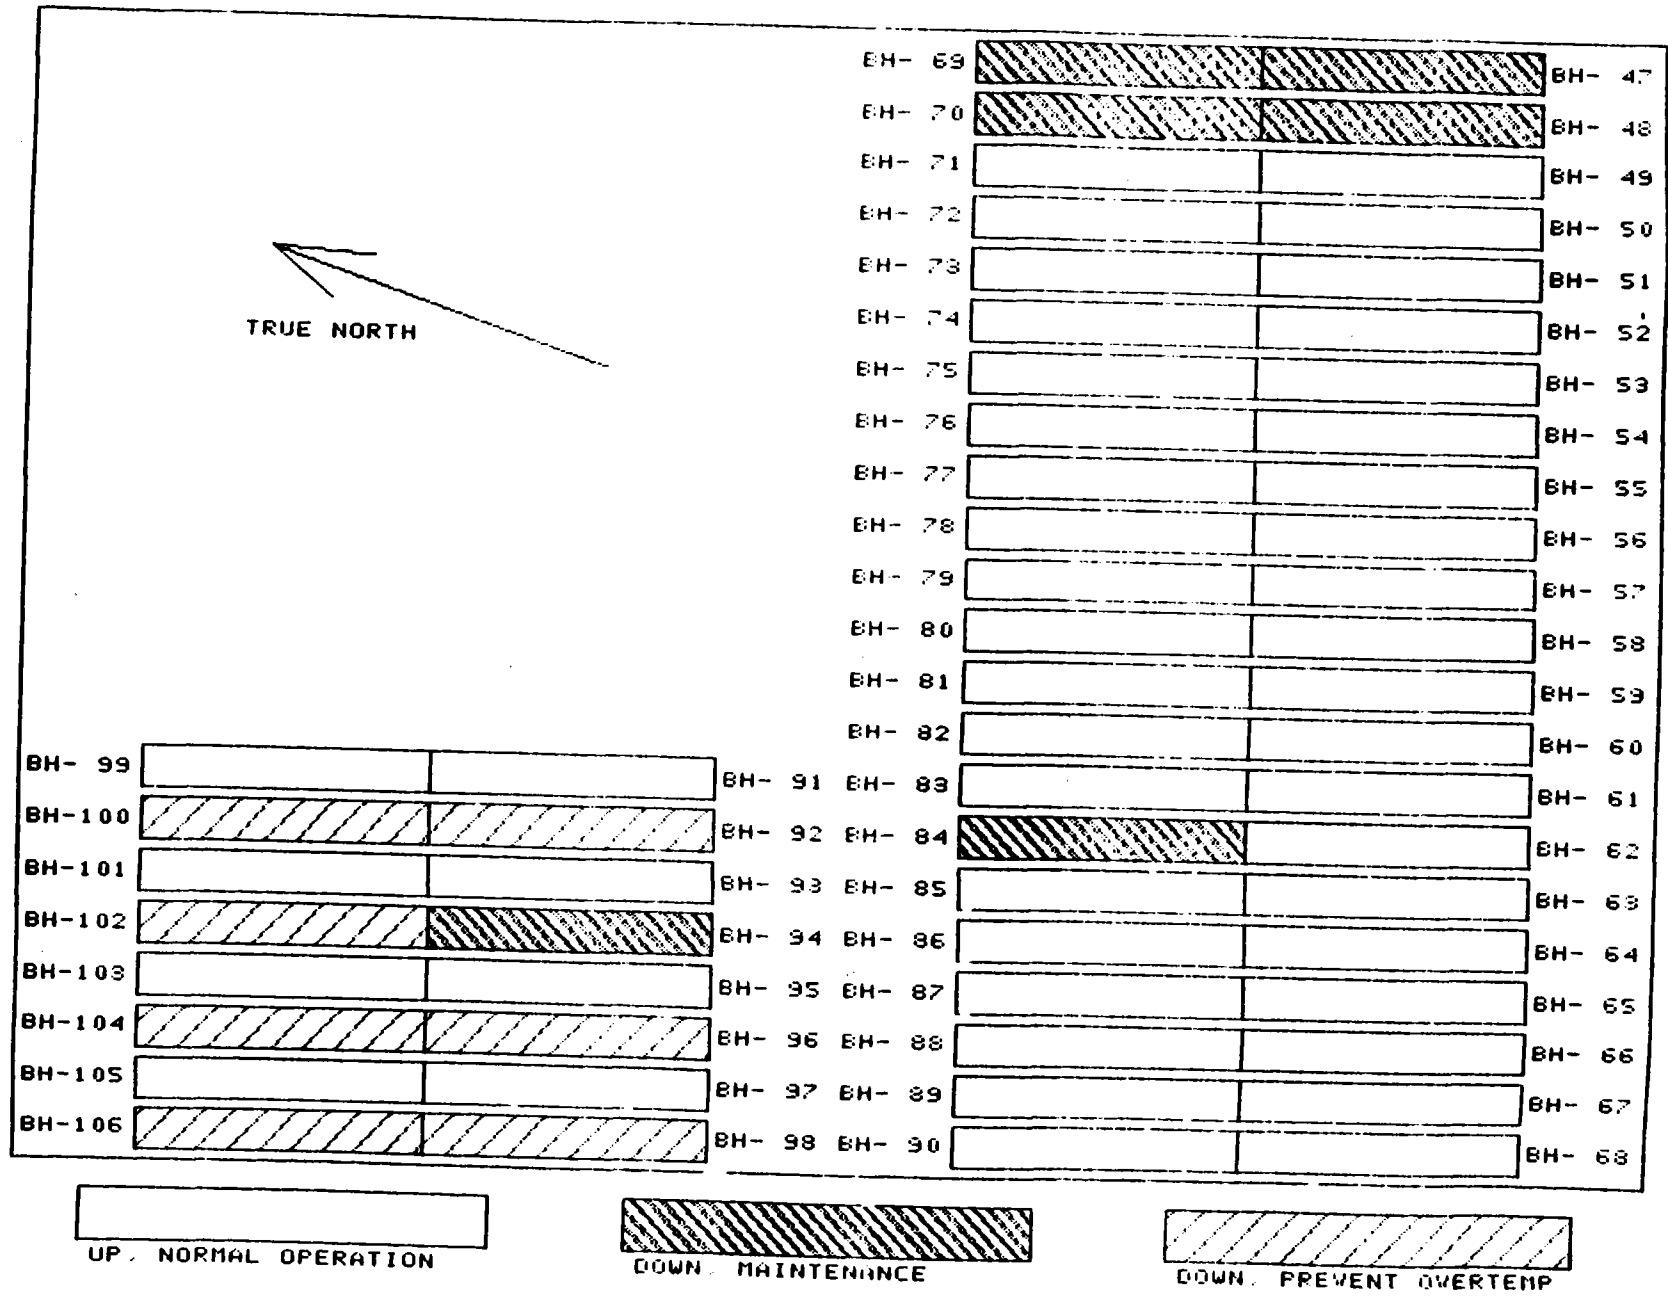 BH- 69 BH- 47
BH- 70 BH- 48
BH- 71 BH- 49
BH- 72 BH- 50
BH- 73 BH- 51
BH- 74 BH- 52
BH- 75 BH- 53
BH- 76 BH- 54
BH- 77 BH- 55
BH- 78 BH- 56
BH- 79 BH- 57
BH- 80 BH- 58
BH- 81 BH- 59
BH- 82 BH- 60
TRUE NORTH
BH- 99 BH- 91 BH- 83 BH- 61
BH-100 BH- 92 BH- 84 BH- 62
BH-101 BH- 93 BH- 85 BH- 63
BH-102 BH- 94 BH- 86 BH- 64
BH-103 BH- 95 BH- 87 BH- 65
BH-104 BH- 96 BH- 88 BH- 66
BH-105 BH- 97 BH- 89 BH- 67
BH-106 BH- 98 BH- 90 BH- 68
UP, NORMAL OPERATION
DOWN, MAINTENANCE
DOWN, PREVENT OVERTEMP